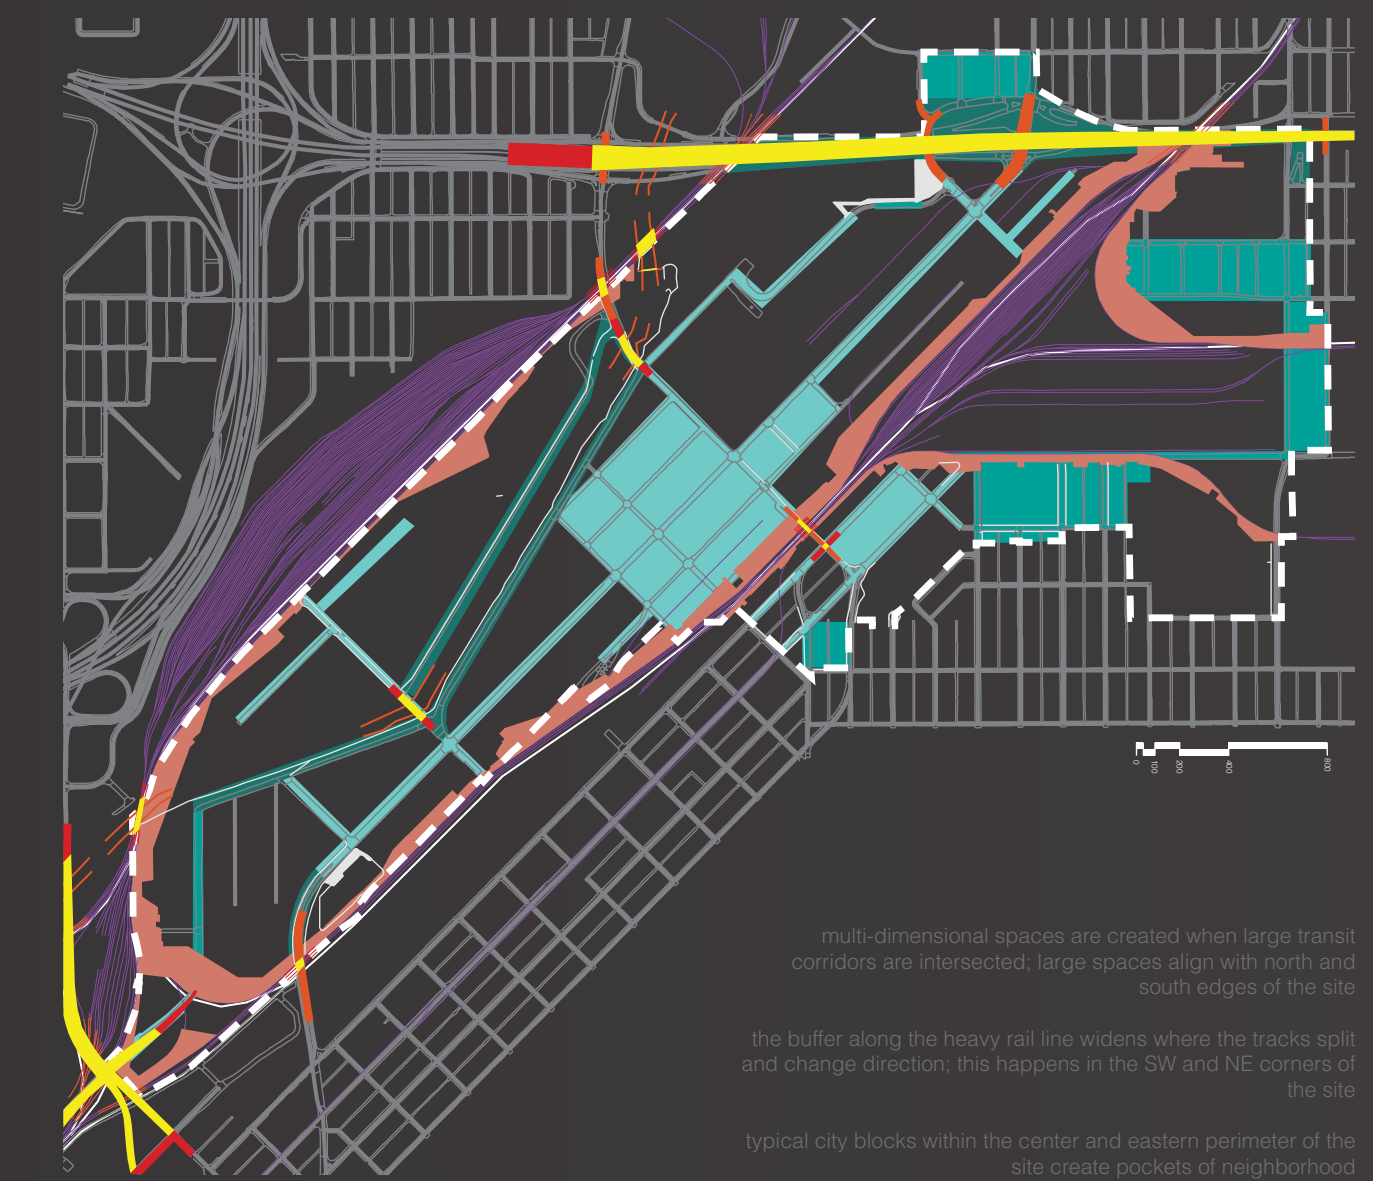 0 100 200 400 800
multi-dimensional spaces are created when large transit
corridors are intersected; large spaces align with north and
south edges of the site
the buffer along the heavy rail line widens where the tracks split
and change direction; this happens in the SW and NE corners of
the site
typical city blocks within the center and eastern perimeter of the
site create pockets of neighborhood